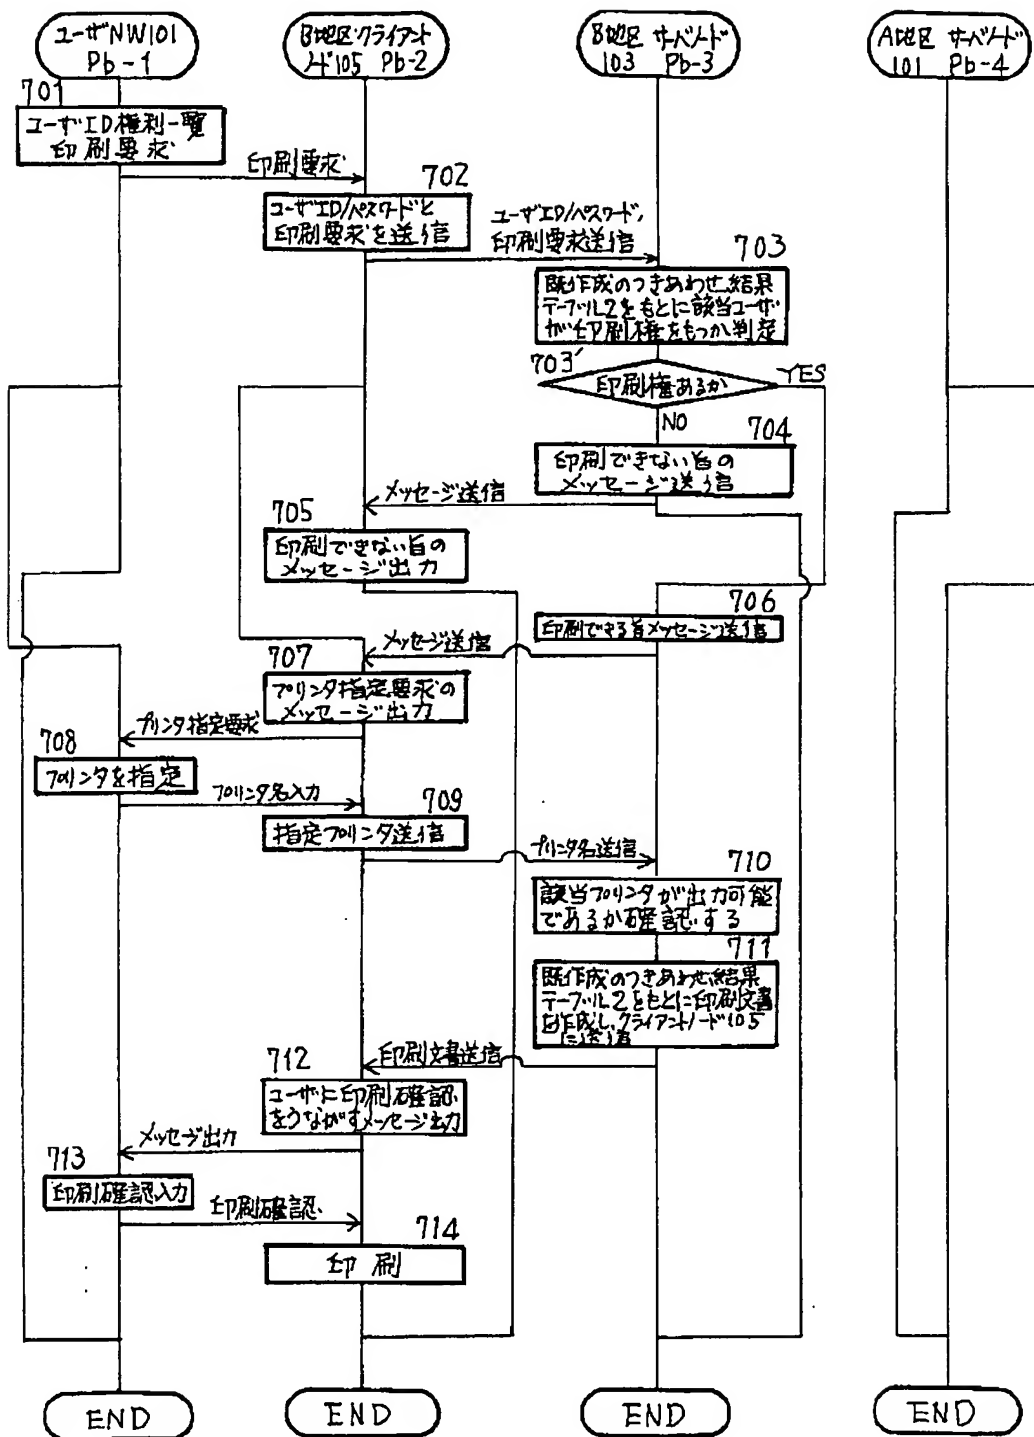 ユーザNW101
Pb-1
B地区クライアント
ノード105 Pb-2
B地区 サーバノード
103 Pb-3
A地区 サーバノード
101 Pb-4
701
ユーザID権利一覧
印刷要求
印刷要求
702
ユーザID/パスワードと
印刷要求を送信
ユーザID/パスワード,
印刷要求送信
703
既作成のつきあわせ結果
テーブル2をもとに該当ユーザ
が印刷権をもつか判定
703'
印刷権あるか
YES
NO
704
印刷できない旨の
メッセージ送信
メッセージ送信
705
印刷できない旨の
メッセージ出力
706
印刷できる旨メッセージ送信
メッセージ送信
707
プリンタ指定要求の
メッセージ出力
プリンタ指定要求
708
プリンタを指定
プリンタ名入力
709
指定プリンタ送信
プリンタ名送信
710
該当プリンタが出力可能
であるか確認する
711
既作成のつきあわせ結果
テーブル2をもとに印刷文書
を作成し、クライアントノード105
に送信
印刷文書送信
712
ユーザに印刷確認
をうながすメッセージ出力
メッセージ出力
713
印刷確認入力
印刷確認
714
印 刷
END
END
END
END